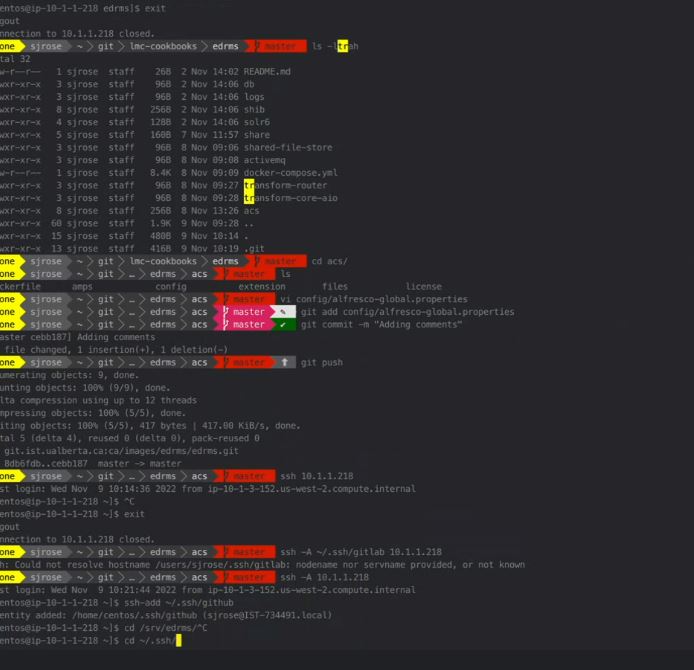 entos@ip-10-1-1-218 edrms]$ exit
gout
nnection to 10.1.1.218 closed.
one sjrose ~ git lmc-cookbooks edrms master ls -ltrah
tal 32
w-r--r-- 1 sjrose staff 26B 2 Nov 14:02 README.md
wxr-xr-x 3 sjrose staff 96B 2 Nov 14:06 db
wxr-xr-x 3 sjrose staff 96B 2 Nov 14:06 logs
wxr-xr-x 8 sjrose staff 256B 2 Nov 14:06 shib
wxr-xr-x 4 sjrose staff 128B 2 Nov 14:06 solr6
wxr-xr-x 5 sjrose staff 160B 7 Nov 11:57 share
wxr-xr-x 3 sjrose staff 96B 8 Nov 09:06 shared-file-store
wxr-xr-x 3 sjrose staff 96B 8 Nov 09:08 activemq
w-r--r-- 1 sjrose staff 8.4K 8 Nov 09:09 docker-compose.yml
wxr-xr-x 3 sjrose staff 96B 8 Nov 09:27 transform-router
wxr-xr-x 3 sjrose staff 96B 8 Nov 09:28 transform-core-aio
wxr-xr-x 8 sjrose staff 256B 8 Nov 13:26 acs
wxr-xr-x 60 sjrose staff 1.9K 9 Nov 09:28 ..
wxr-xr-x 15 sjrose staff 480B 9 Nov 10:14 .
wxr-xr-x 13 sjrose staff 416B 9 Nov 10:19 .git
one sjrose ~ git lmc-cookbooks edrms master cd acs/
one sjrose ~ git … edrms acs master ls
ckerfile amps config extension files license
one sjrose ~ git … edrms acs master vi config/alfresco-global.properties
one sjrose ~ git … edrms acs master ✎ git add config/alfresco-global.properties
one sjrose ~ git … edrms acs master ✔ git commit -m "Adding comments"
aster cebb187] Adding comments
file changed, 1 insertion(+), 1 deletion(-)
one sjrose ~ git … edrms acs master ⬆ git push
umerating objects: 9, done.
unting objects: 100% (9/9), done.
lta compression using up to 12 threads
mpressing objects: 100% (5/5), done.
iting objects: 100% (5/5), 417 bytes | 417.00 KiB/s, done.
tal 5 (delta 4), reused 0 (delta 0), pack-reused 0
git.ist.ualberta.ca:ca/images/edrms/edrms.git
8db6fdb..cebb187 master -> master
one sjrose ~ git … edrms acs master ssh 10.1.1.218
st login: Wed Nov 9 10:14:36 2022 from ip-10-1-3-152.us-west-2.compute.internal
entos@ip-10-1-1-218 ~]$ ^C
entos@ip-10-1-1-218 ~]$ exit
gout
nnection to 10.1.1.218 closed.
one sjrose ~ git … edrms acs master ssh -A ~/.ssh/gitlab 10.1.1.218
h: Could not resolve hostname /users/sjrose/.ssh/gitlab: nodename nor servname provided, or not known
one sjrose ~ git … edrms acs master ssh -A 10.1.1.218
st login: Wed Nov 9 10:21:44 2022 from ip-10-1-3-152.us-west-2.compute.internal
entos@ip-10-1-1-218 ~]$ ssh-add ~/.ssh/github
entity added: /home/centos/.ssh/github (sjrose@IST-734491.local)
entos@ip-10-1-1-218 ~]$ cd /srv/edrms/^C
entos@ip-10-1-1-218 ~]$ cd ~/.ssh/